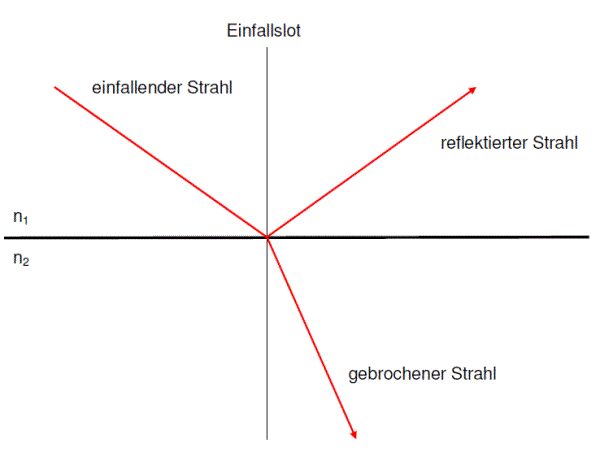 Einfallslot
einfallender Strahl
reflektierter Strahl
n₁
n₂
gebrochener Strahl